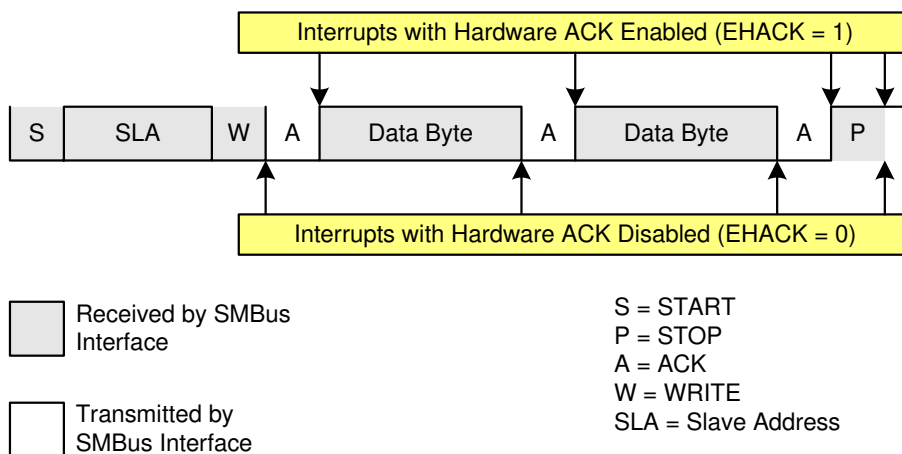 Interrupts with Hardware ACK Enabled (EHACK = 1)
S SLA W A Data Byte A Data Byte A P
Interrupts with Hardware ACK Disabled (EHACK = 0)
Received by SMBus
Interface
Transmitted by
SMBus Interface
S = START
P = STOP
A = ACK
W = WRITE
SLA = Slave Address